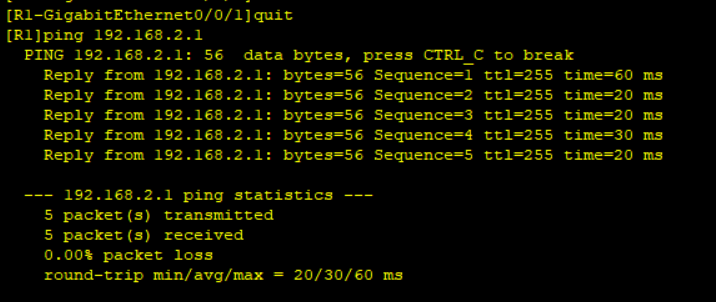 [R1-GigabitEthernet0/0/1]quit
[R1]ping 192.168.2.1
  PING 192.168.2.1: 56  data bytes, press CTRL_C to break
    Reply from 192.168.2.1: bytes=56 Sequence=1 ttl=255 time=60 ms
    Reply from 192.168.2.1: bytes=56 Sequence=2 ttl=255 time=20 ms
    Reply from 192.168.2.1: bytes=56 Sequence=3 ttl=255 time=20 ms
    Reply from 192.168.2.1: bytes=56 Sequence=4 ttl=255 time=30 ms
    Reply from 192.168.2.1: bytes=56 Sequence=5 ttl=255 time=20 ms

  --- 192.168.2.1 ping statistics ---
    5 packet(s) transmitted
    5 packet(s) received
    0.00% packet loss
    round-trip min/avg/max = 20/30/60 ms